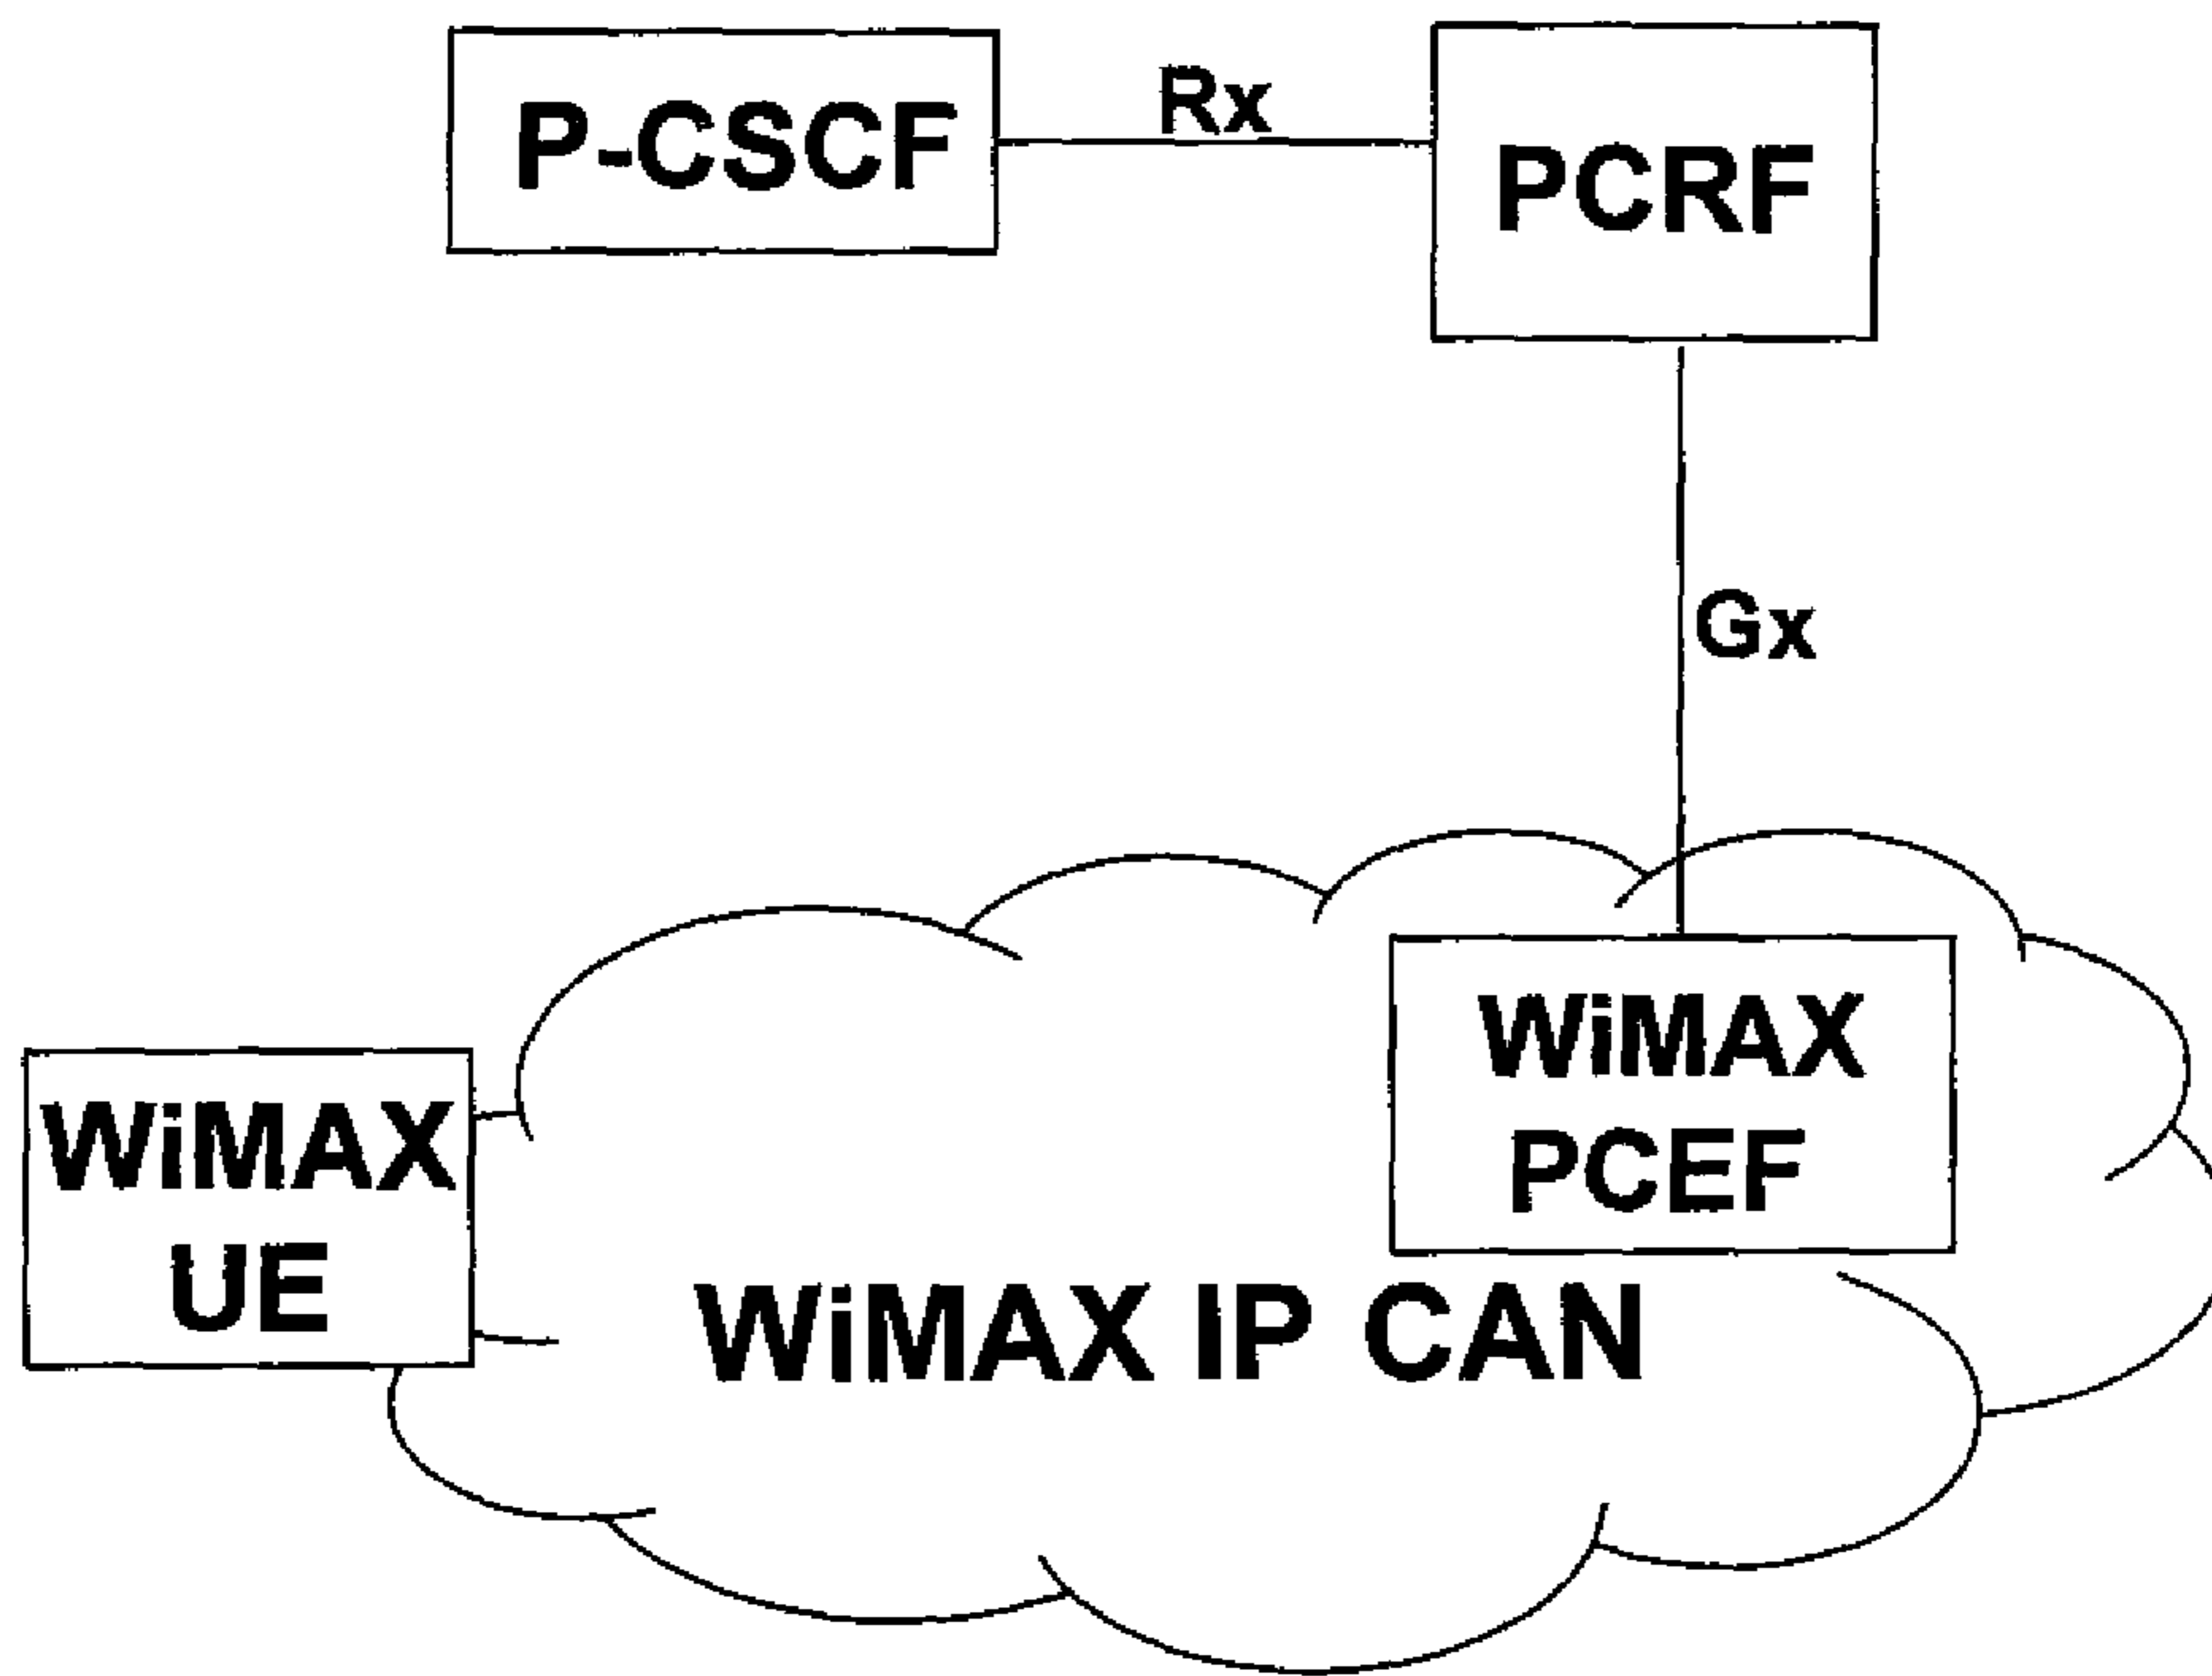 P-CSCF
Rx
PCRF
Gx
WiMAX
PCEF
WiMAX
UE
WiMAX IP CAN